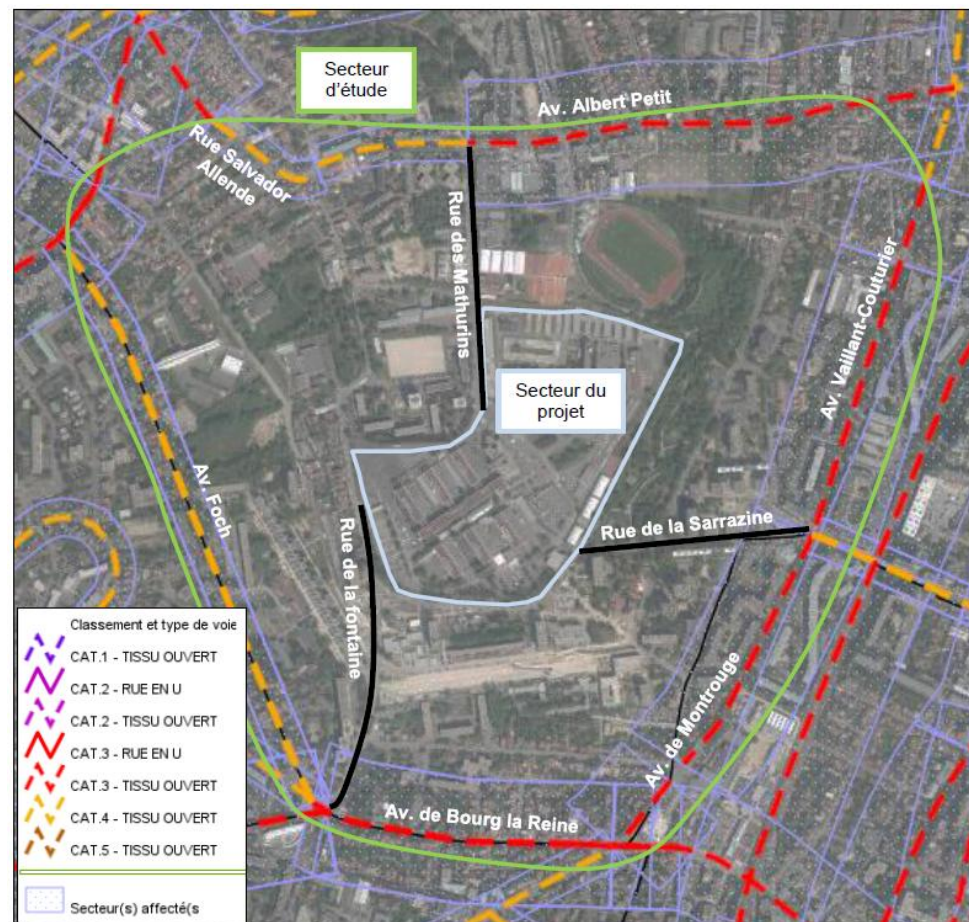 Secteur
d'étude
Av. Albert Petit
Rue Salvador
Allende
Rue des Mathurins
Av. Vaillant-Couturier
Secteur du
projet
Av. Foch
Rue de la fontaine
Rue de la Sarrazine
Av. de Montrouge
Av. de Bourg la Reine
Classement et type de voie
CAT.1 - TISSU OUVERT
CAT.2 - RUE EN U
CAT.2 - TISSU OUVERT
CAT.3 - RUE EN U
CAT.3 - TISSU OUVERT
CAT.4 - TISSU OUVERT
CAT.5 - TISSU OUVERT
Secteur(s) affecté(s